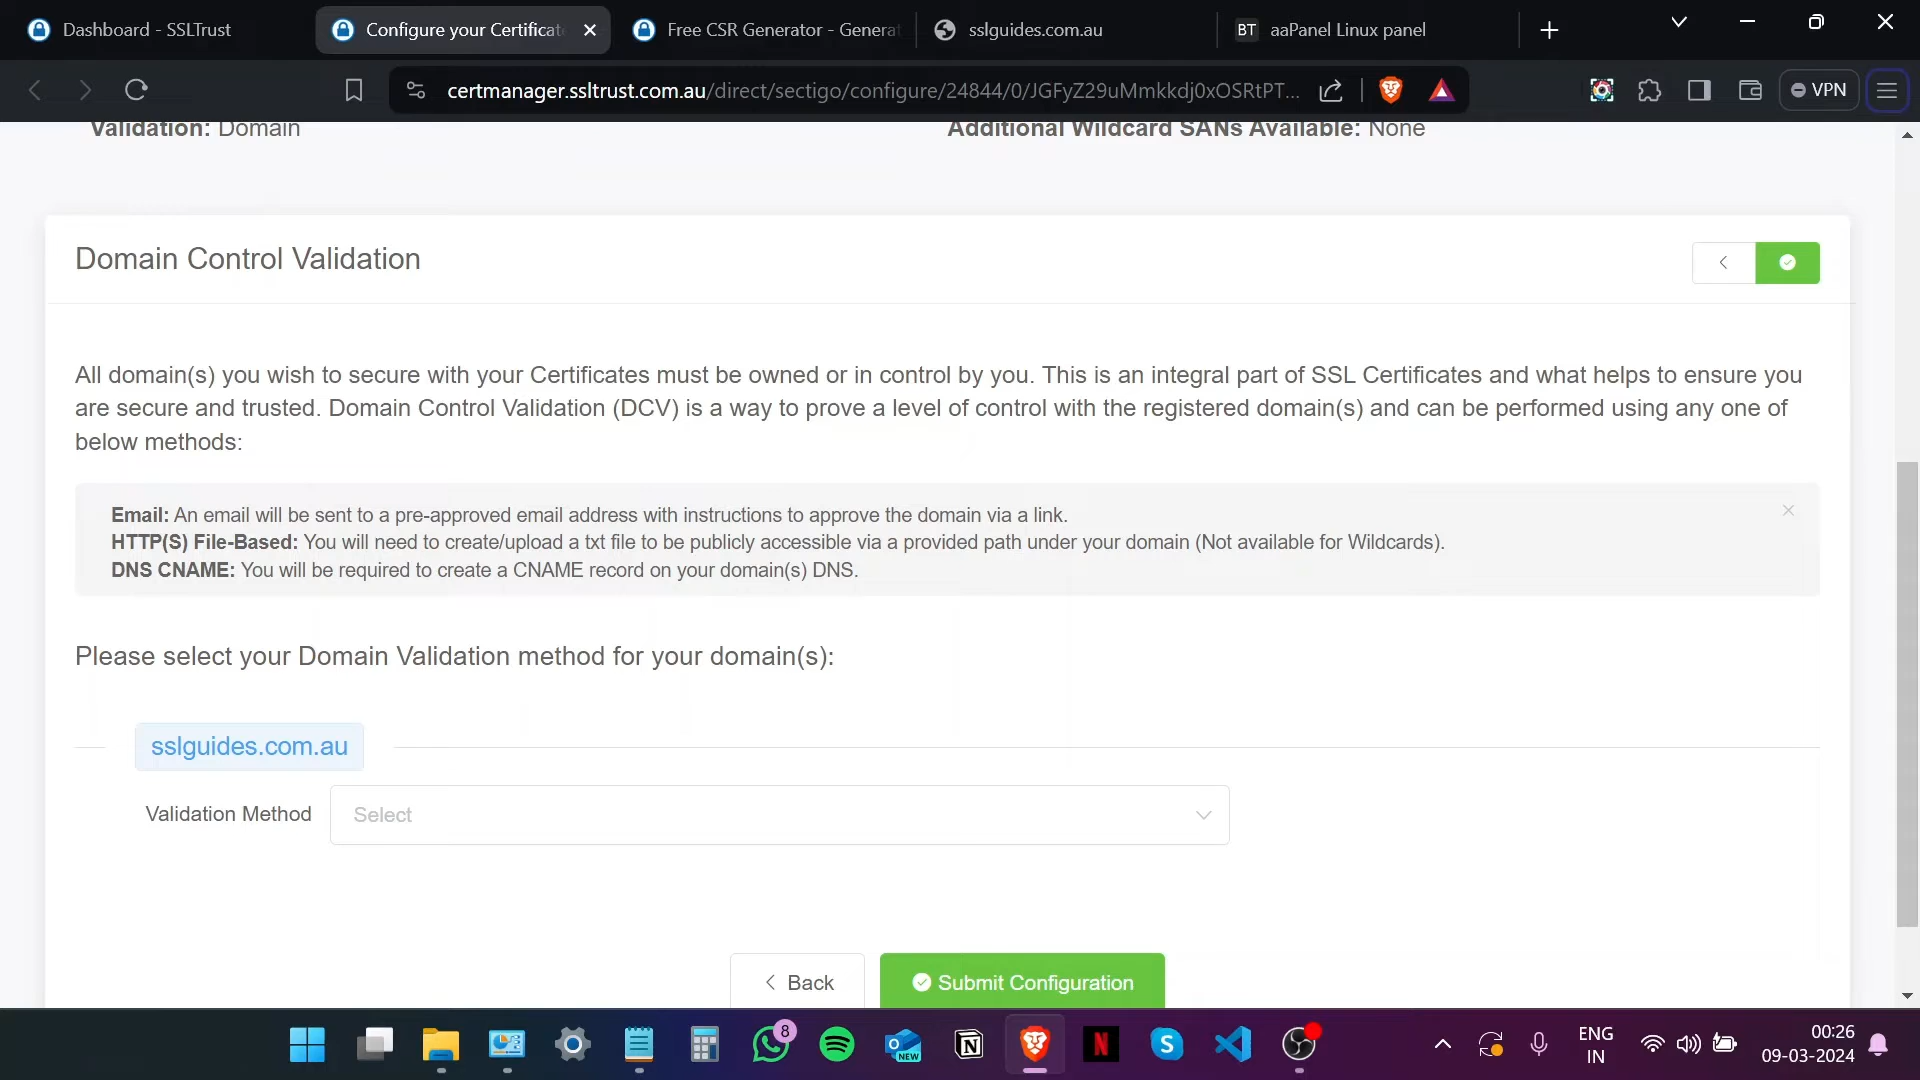 Dashboard - SSLTrust
Configure your Certificat
Free CSR Generator - Genera
sslguides.com.au
BT aaPanel Linux panel
certmanager.ssltrust.com.au/direct/sectigo/configure/24844/0/JGFyZ29uMmkkdj0xOSRtPT...
VPN
Validation: Domain
Additional Wildcard SANs Available: None
Domain Control Validation
All domain(s) you wish to secure with your Certificates must be owned or in control by you. This is an integral part of SSL Certificates and what helps to ensure you
are secure and trusted. Domain Control Validation (DCV) is a way to prove a level of control with the registered domain(s) and can be performed using any one of
below methods:
Email: An email will be sent to a pre-approved email address with instructions to approve the domain via a link.
HTTP(S) File-Based: You will need to create/upload a txt file to be publicly accessible via a provided path under your domain (Not available for Wildcards).
DNS CNAME: You will be required to create a CNAME record on your domain(s) DNS.
Please select your Domain Validation method for your domain(s):
sslguides.com.au
Validation Method
Select
Back
Submit Configuration
8
NEW
ENG
IN
00:26
09-03-2024